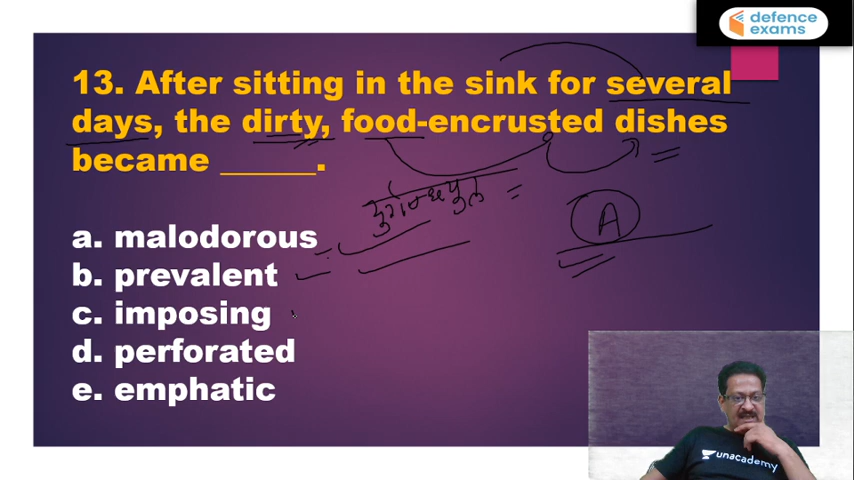 defence
exams
13. After sitting in the sink for several
days, the dirty, food-encrusted dishes
became ______.
A
a. malodorous
b. prevalent
c. imposing
d. perforated
e. emphatic
unacademy